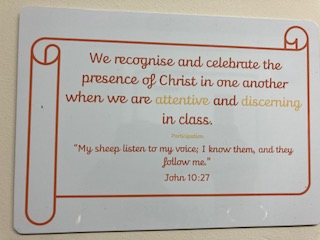 We recognise and celebrate the
presence of Christ in one another
when we are attentive and discerning
in class.
Participation
"My sheep listen to my voice; I know them, and they
follow me."
John 10:27